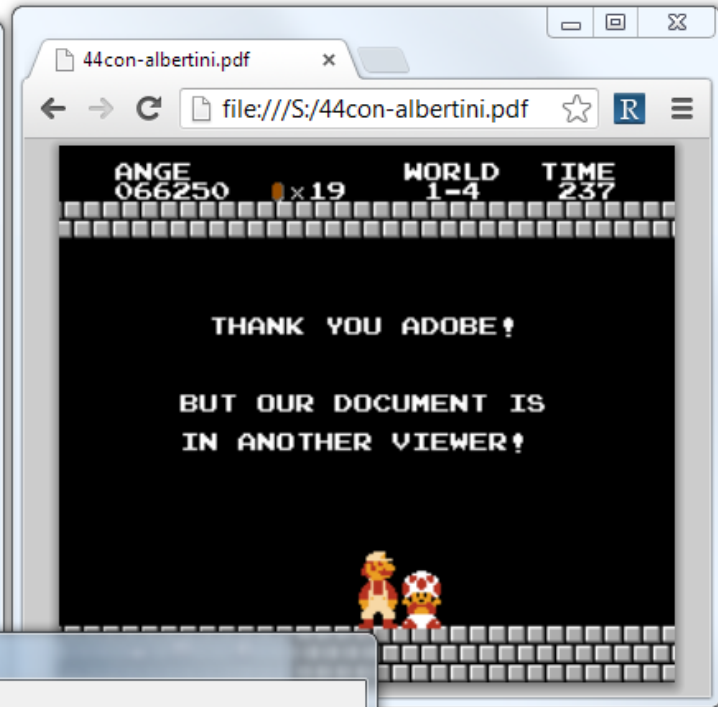 44con-albertini.pdf
file:///S:/44con-albertini.pdf
R
ANGE WORLD TIME
066250 ×19 1-4 237
THANK YOU ADOBE!
BUT OUR DOCUMENT IS
IN ANOTHER VIEWER!